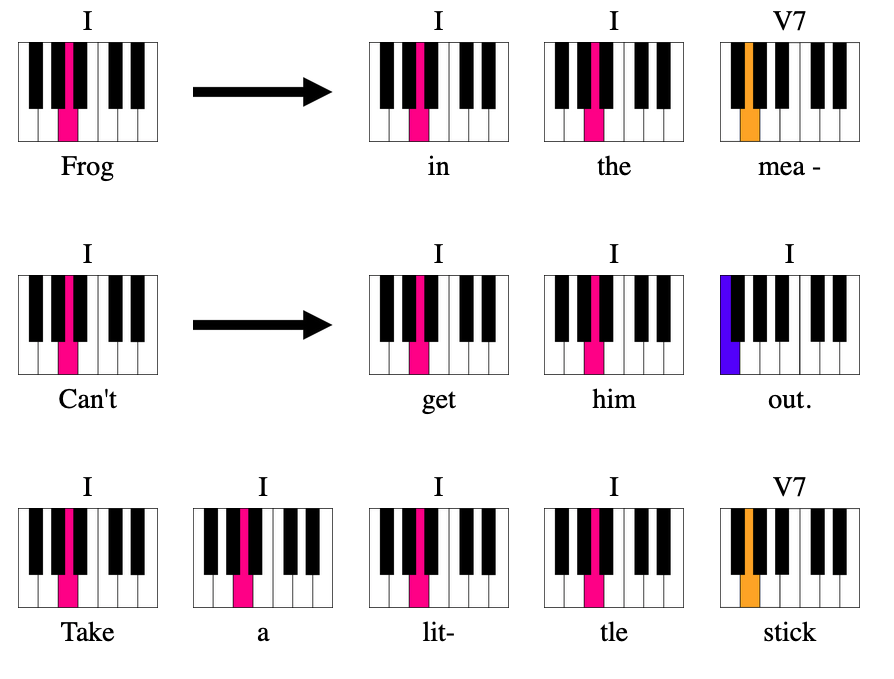 I I I V7
Frog in the mea -
I I I I
Can't get him out.
I I I I V7
Take a lit- tle stick